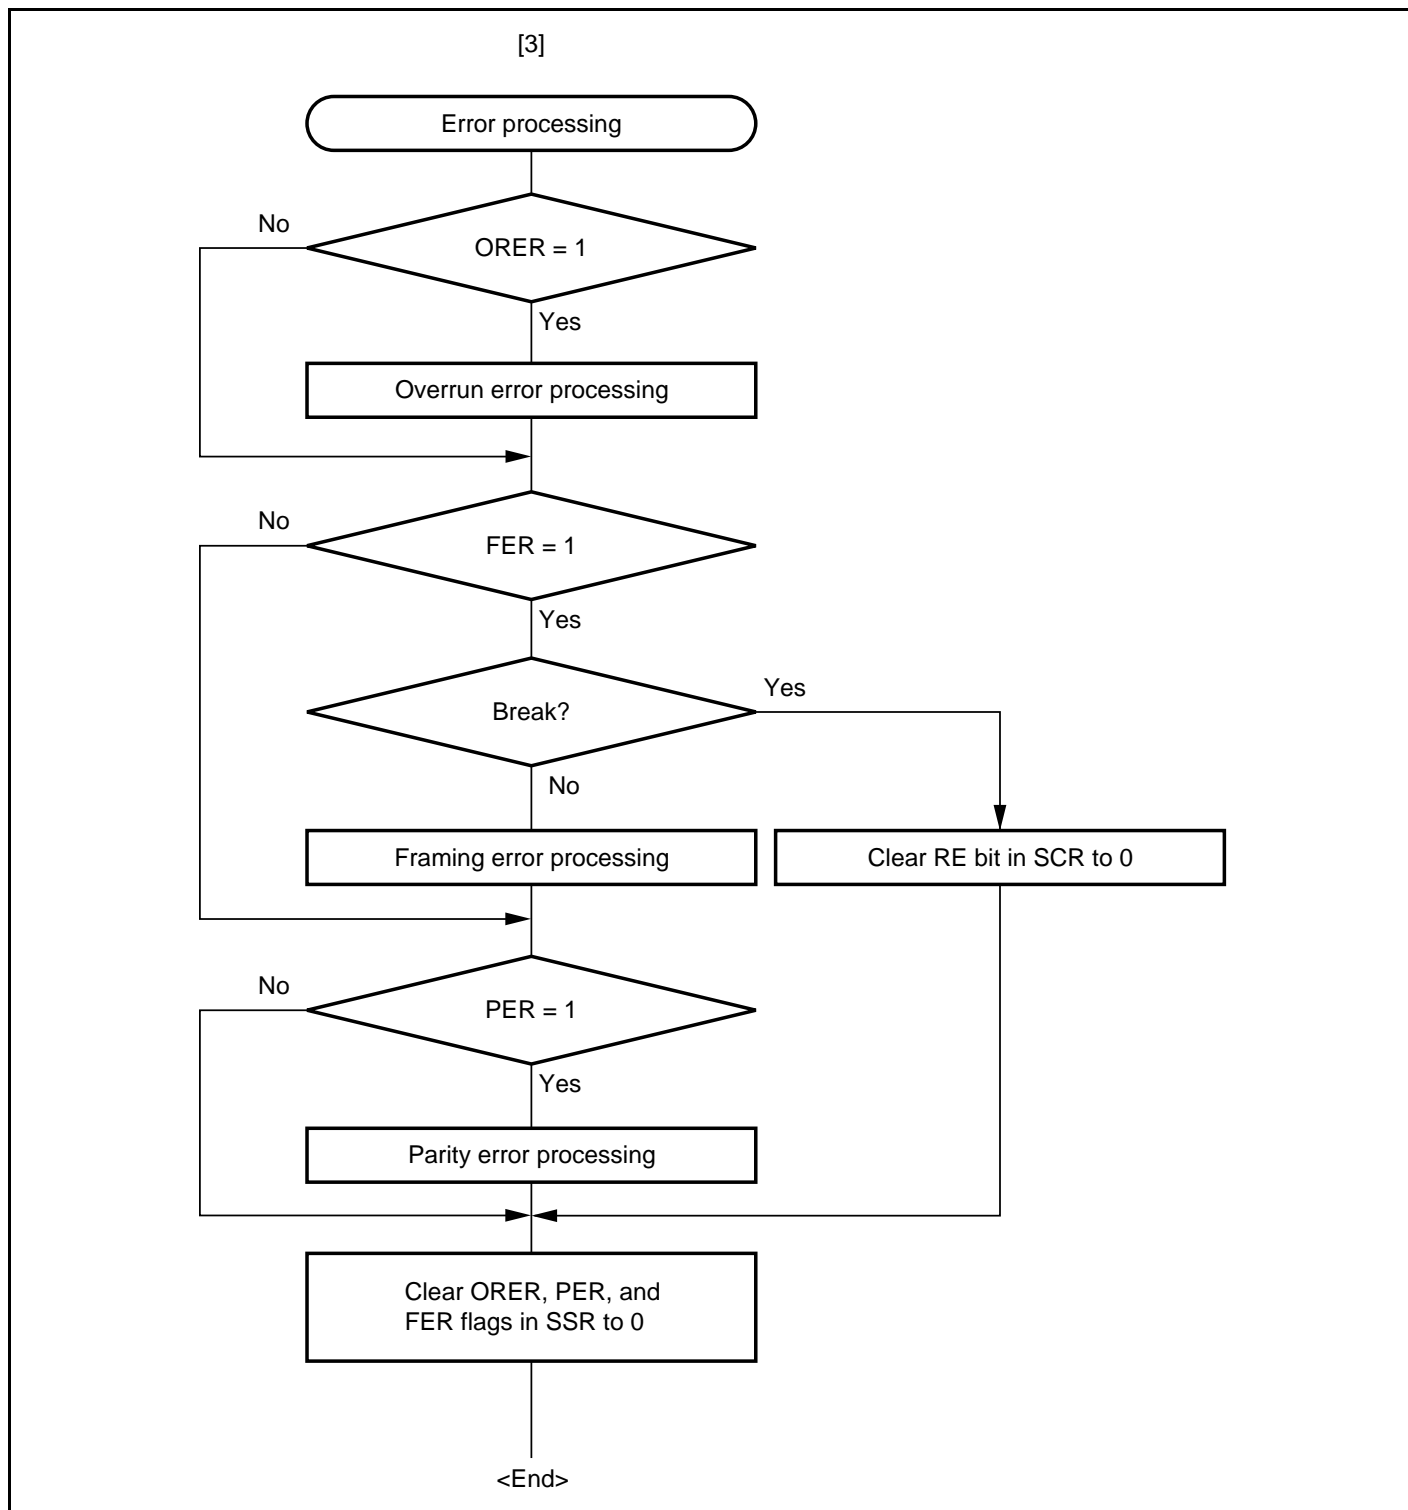 [3]
Error processing
No
ORER = 1
Yes
Overrun error processing
No
FER = 1
Yes
Break?
Yes
No
Framing error processing
Clear RE bit in SCR to 0
No
PER = 1
Yes
Parity error processing
Clear ORER, PER, and
FER flags in SSR to 0
<End>